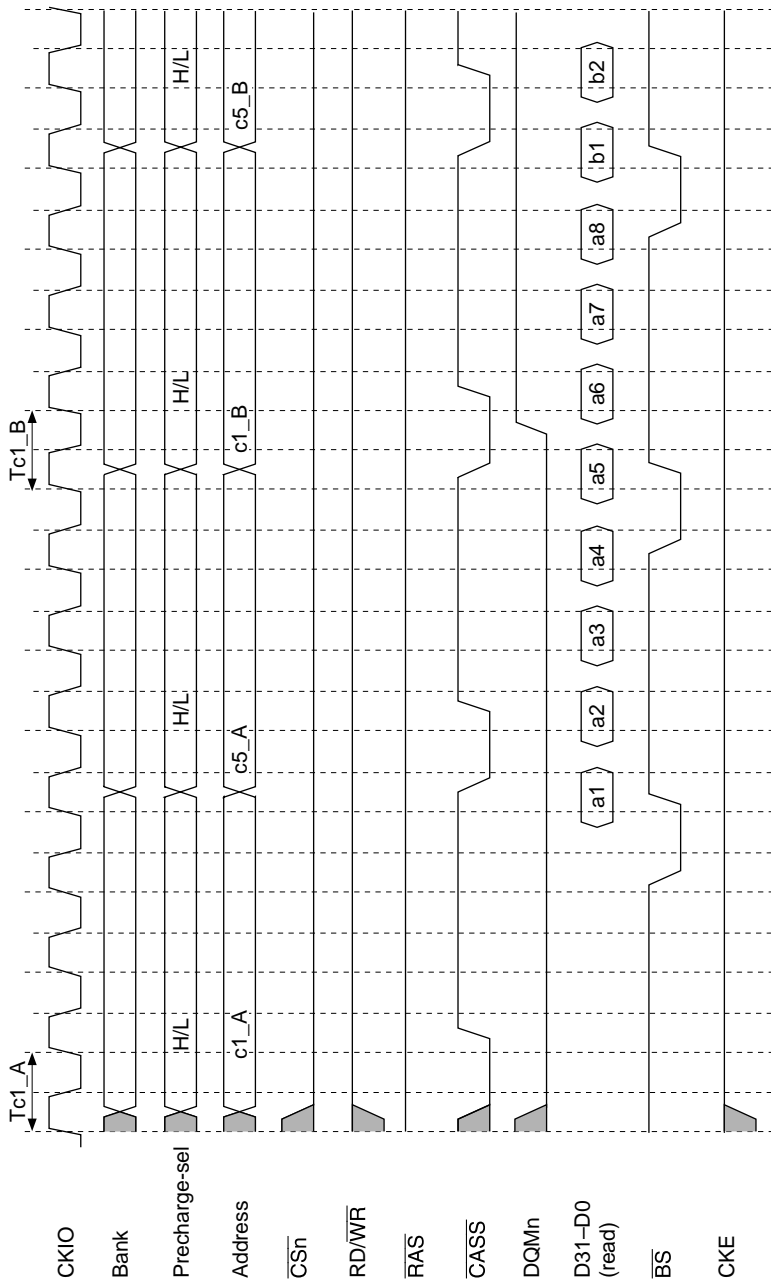 Tc1_A Tc1_B
CKIO
Bank
Precharge-sel H/L H/L H/L H/L
Address c1_A c5_A c1_B c5_B
CSn
RD/WR
RAS
CASS
DQMn
D31–D0
(read) a1 a2 a3 a4 a5 a6 a7 a8 b1 b2
BS
CKE